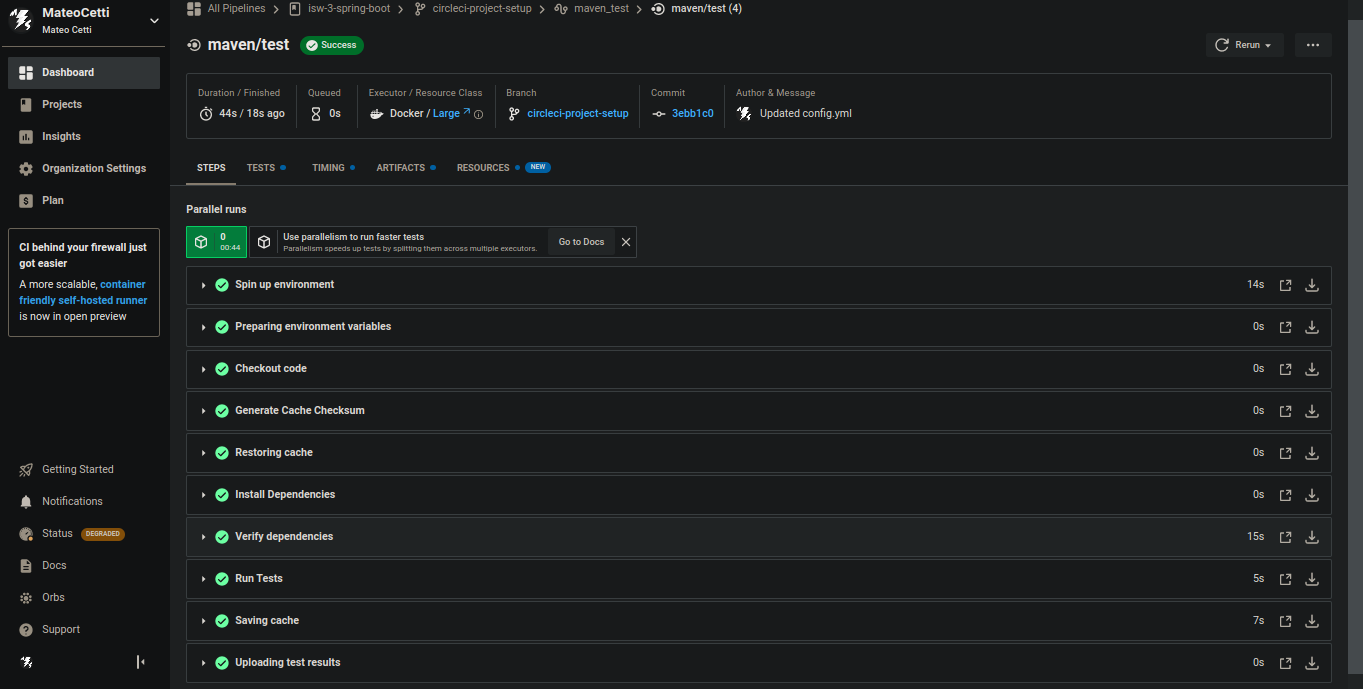 MateoCetti
Mateo Cetti
Dashboard
Projects
Insights
Organization Settings
Plan
CI behind your firewall just
got easier
A more scalable, container
friendly self-hosted runner
is now in open preview
Getting Started
Notifications
Status DEGRADED
Docs
Orbs
Support
All Pipelines isw-3-spring-boot circleci-project-setup maven_test maven/test (4)
maven/test Success
Rerun
Duration / Finished
44s / 18s ago
Queued
0s
Executor / Resource Class
Docker / Large
Branch
circleci-project-setup
Commit
3ebb1c0
Author & Message
Updated config.yml
STEPS TESTS TIMING ARTIFACTS RESOURCES NEW
Parallel runs
0
00:44
Use parallelism to run faster tests
Parallelism speeds up tests by splitting them across multiple executors.
Go to Docs
Spin up environment 14s
Preparing environment variables 0s
Checkout code 0s
Generate Cache Checksum 0s
Restoring cache 0s
Install Dependencies 0s
Verify dependencies 15s
Run Tests 5s
Saving cache 7s
Uploading test results 0s